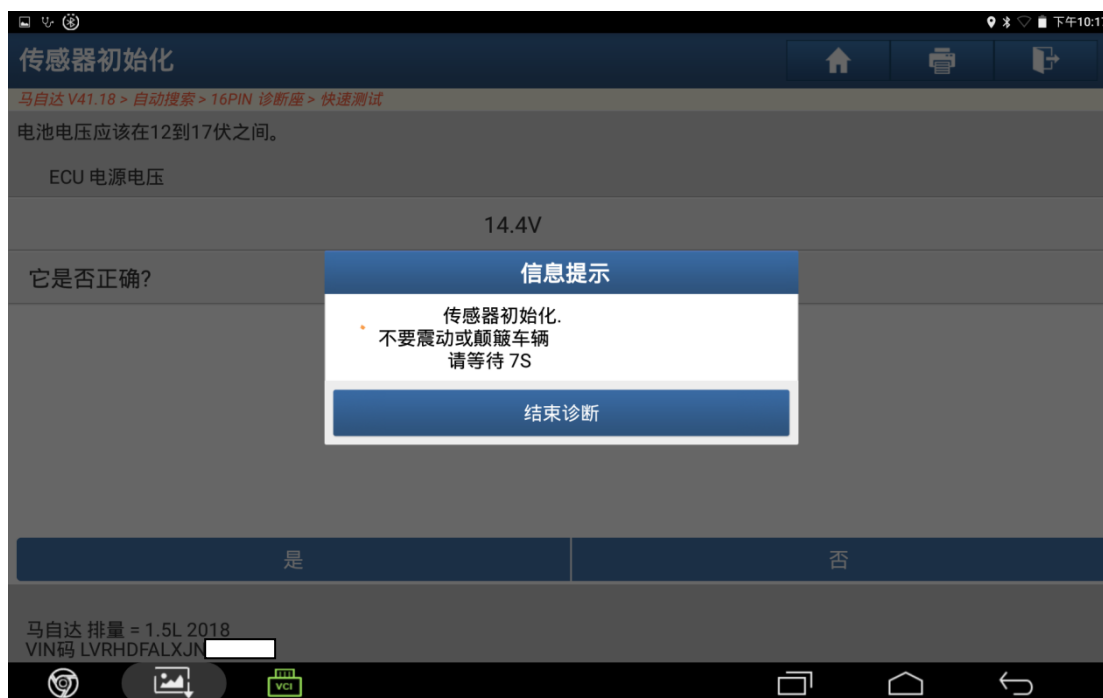 下午10:17
传感器初始化
马自达 V41.18 > 自动搜索 > 16PIN 诊断座 > 快速测试
电池电压应该在12到17伏之间。
ECU 电源电压
14.4V
它是否正确?
信息提示
传感器初始化.
不要震动或颠簸车辆
请等待 7S
结束诊断
是
否
马自达 排量 = 1.5L 2018
VIN码 LVRHDFALXJN
VCI